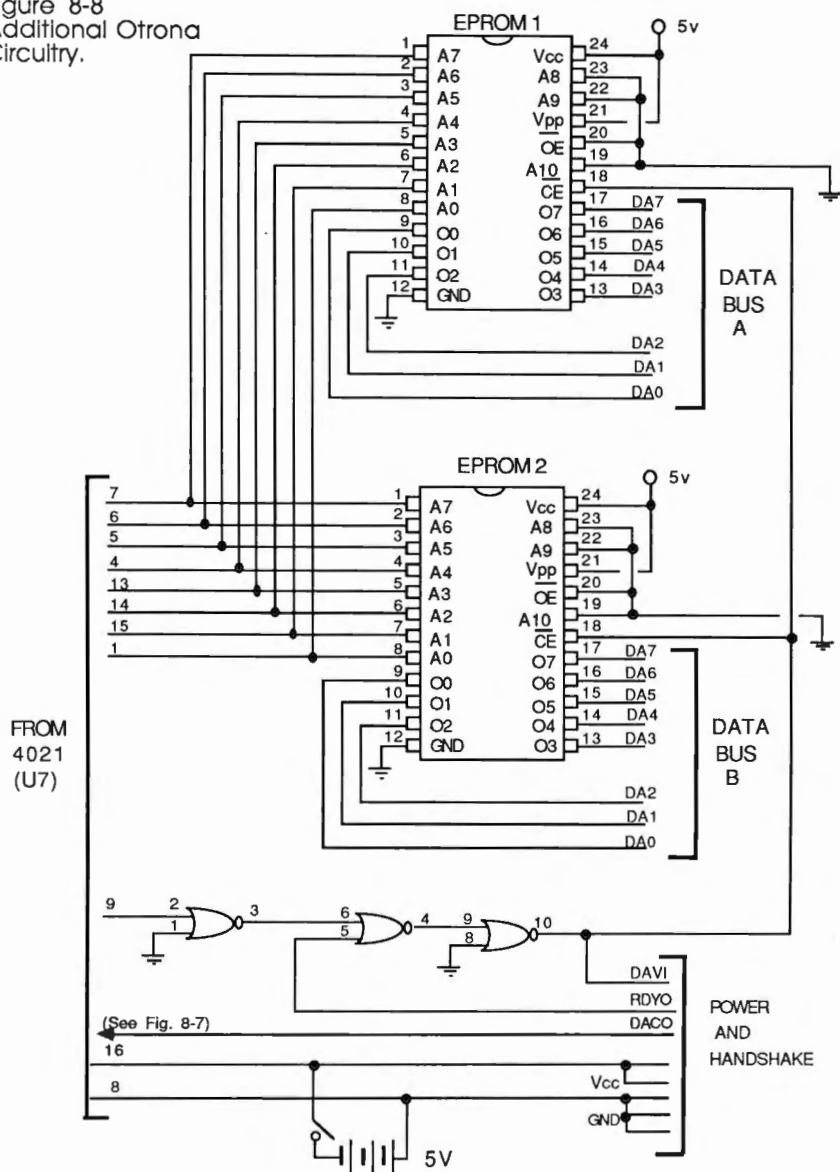 Figure 8-8
Additional Otrona
Circuitry.
EPROM 1
5v
1 A7 Vcc 24
2 A6 A8 23
3 A5 A9 22
4 A4 Vpp 21
5 A3 OE 20
6 A2 A10 19
7 A1 CE 18
8 A0 O7 17 DA7
9 O0 O6 16 DA6
10 O1 O5 15 DA5
11 O2 O4 14 DA4
12 GND O3 13 DA3
DA2
DA1
DA0
DATA
BUS
A
EPROM 2
5v
7 1 A7 Vcc 24
6 2 A6 A8 23
5 3 A5 A9 22
4 4 A4 Vpp 21
13 5 A3 OE 20
14 6 A2 A10 19
15 7 A1 CE 18
1 8 A0 O7 17 DA7
9 O0 O6 16 DA6
10 O1 O5 15 DA5
11 O2 O4 14 DA4
12 GND O3 13 DA3
DA2
DA1
DA0
DATA
BUS
B
FROM
4021
(U7)
9 2 1 3 6 5 4 9 8 10
DAVI
RDYO
(See Fig. 8-7) DACO
16
Vcc
8
GND
POWER
AND
HANDSHAKE
5V